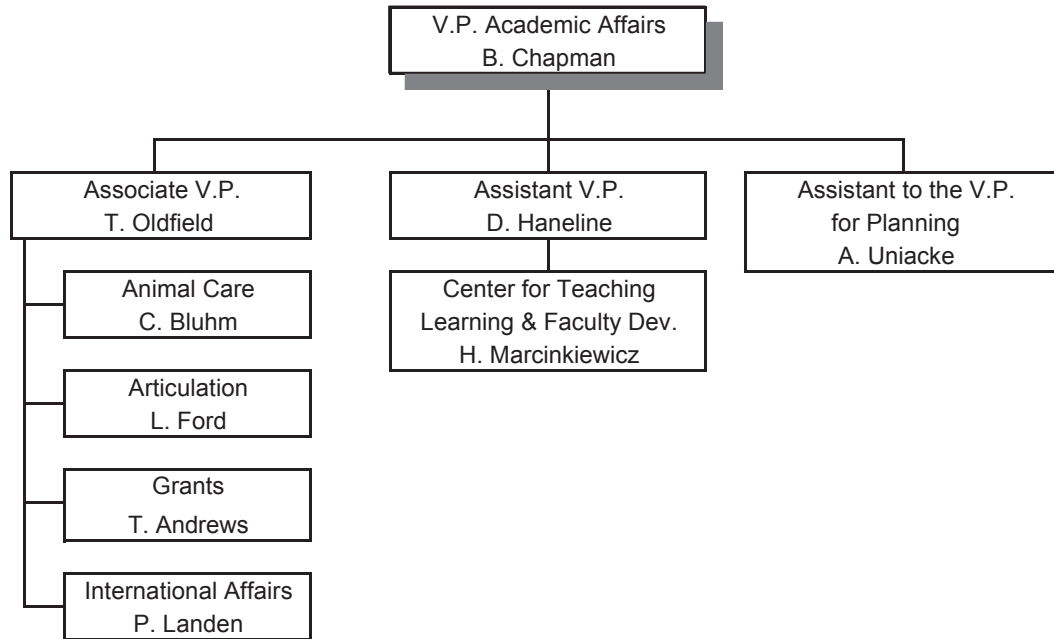 V.P. Academic Affairs
B. Chapman
Associate V.P.
T. Oldfield
Animal Care
C. Bluhm
Articulation
L. Ford
Grants
T. Andrews
International Affairs
P. Landen
Assistant V.P.
D. Haneline
Center for Teaching
Learning & Faculty Dev.
H. Marcinkiewicz
Assistant to the V.P.
for Planning
A. Uniacke